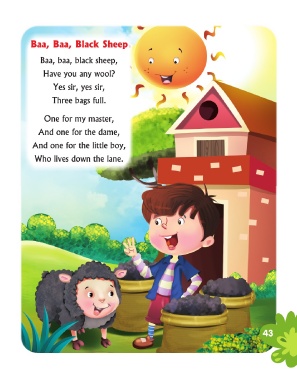 Baa, Baa, Black Sheep
Baa, baa, black sheep,
Have you any wool?
Yes sir, yes sir,
Three bags full.
One for my master,
And one for the dame,
And one for the little boy,
Who lives down the lane.
43